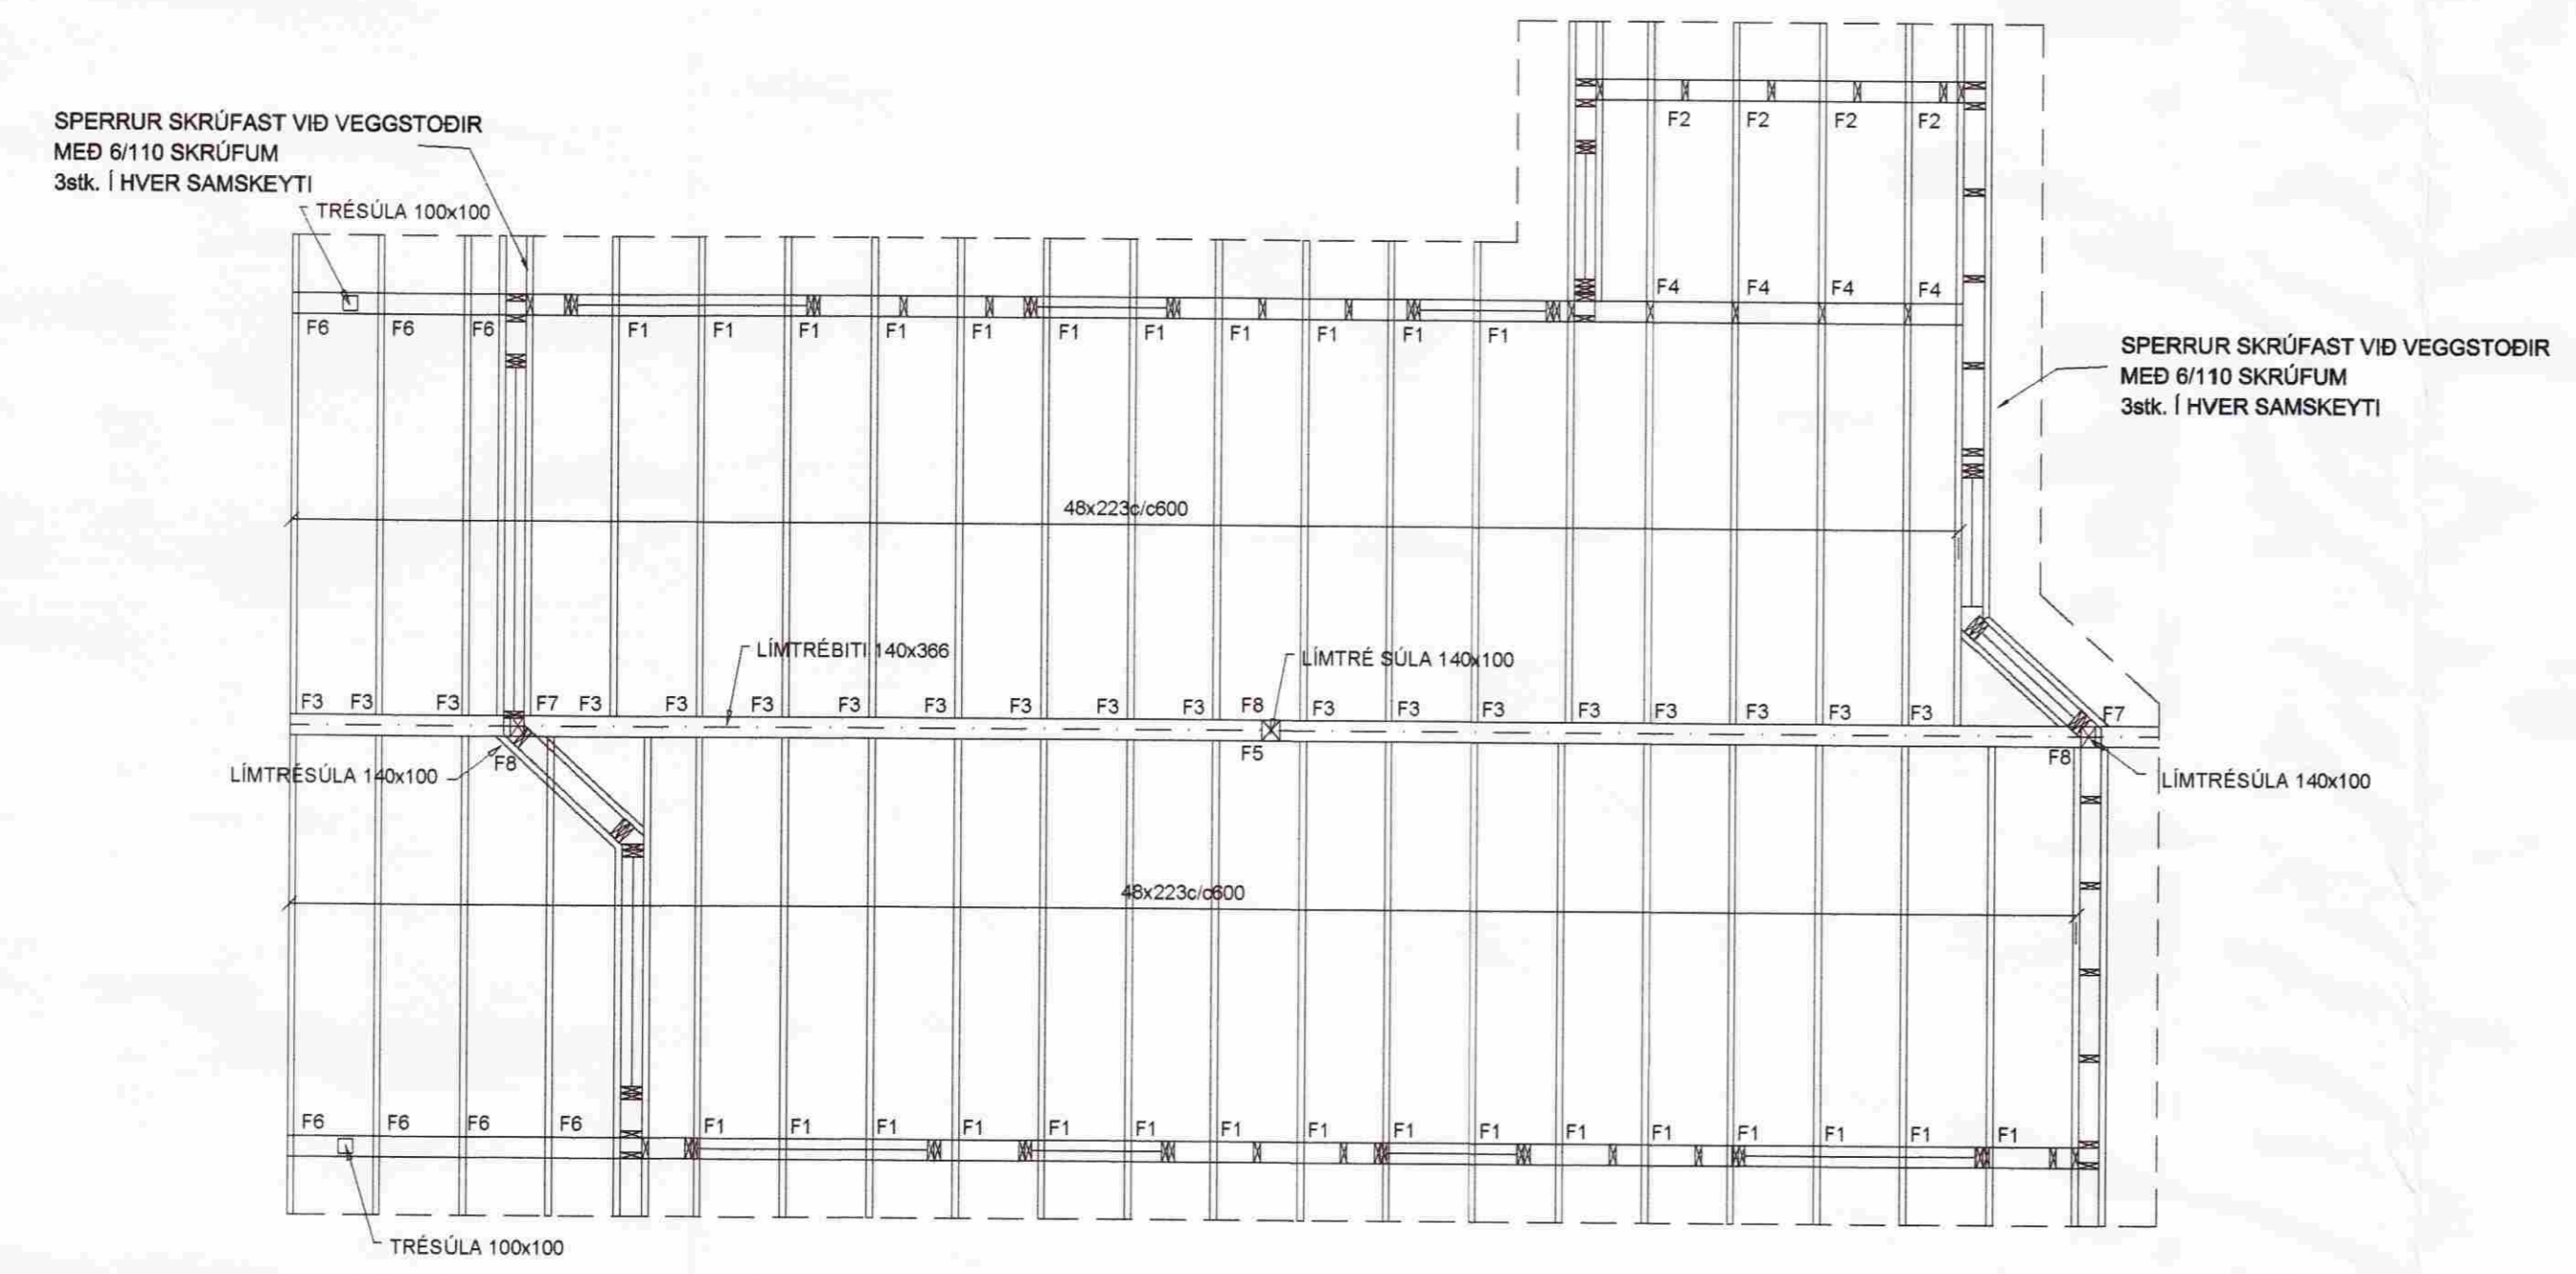 F2 F2 F2 F2
SPERRUR SKRÚFAST VIÐ VEGGSTOÐIR
MEÐ 6/110 SKRÚFUM
3stk. Í HVER SAMSKEYTI
TRÉSÚLA 100x100
F4 F4 F4 F4
F6 F6 F6 F1 F1 F1 F1 F1 F1 F1 F1 F1 F1 F1
SPERRUR SKRÚFAST VIÐ VEGGSTOÐIR
MEÐ 6/110 SKRÚFUM
3stk. Í HVER SAMSKEYTI
48x223c/c600
LÍMTRÉBITI 140x366
LÍMTRÉ SÚLA 140x100
F3 F3 F3 F7 F3 F3 F3 F3 F3 F3 F3 F3 F8 F3 F3 F3 F3 F3 F3 F3 F3 F7
F8 F5 F8
LÍMTRÉSÚLA 140x100
LÍMTRÉSÚLA 140x100
48x223c/c600
F6 F6 F6 F6 F1 F1 F1 F1 F1 F1 F1 F1 F1 F1 F1 F1 F1 F1 F1 F1
TRÉSÚLA 100x100